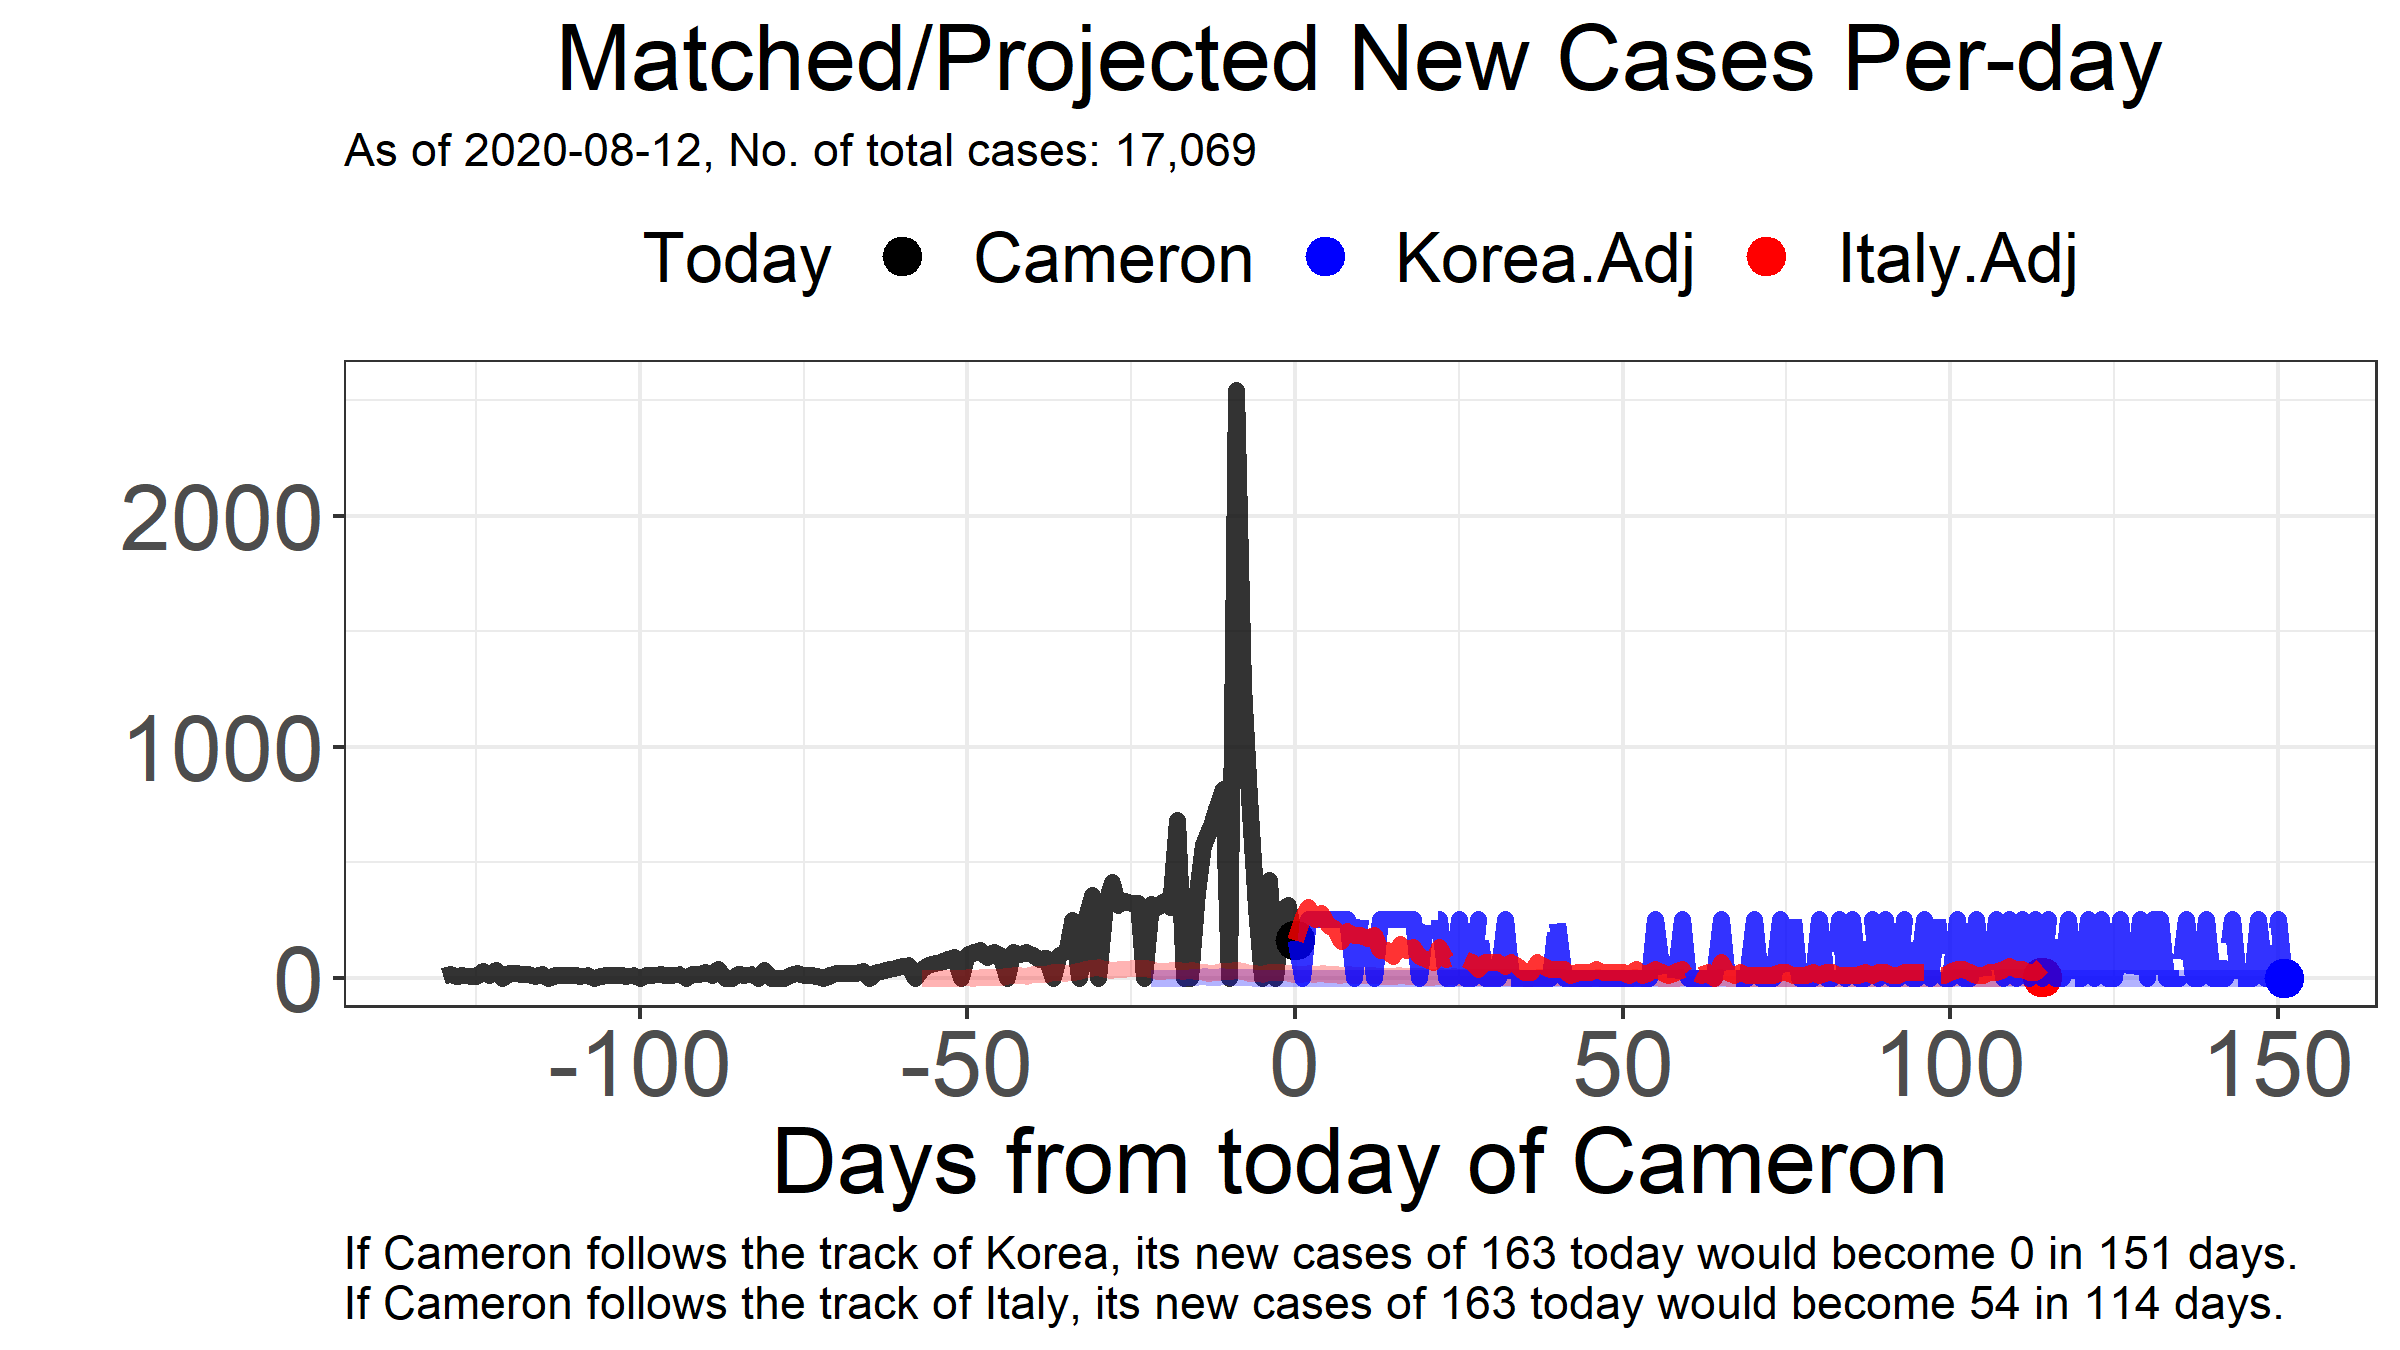 Matched/Projected New Cases Per-day
As of 2020-08-12, No. of total cases: 17,069
Today Cameron Korea.Adj Italy.Adj
2000
1000
0
-100 -50 0 50 100 150
Days from today of Cameron
If Cameron follows the track of Korea, its new cases of 163 today would become 0 in 151 days.
If Cameron follows the track of Italy, its new cases of 163 today would become 54 in 114 days.